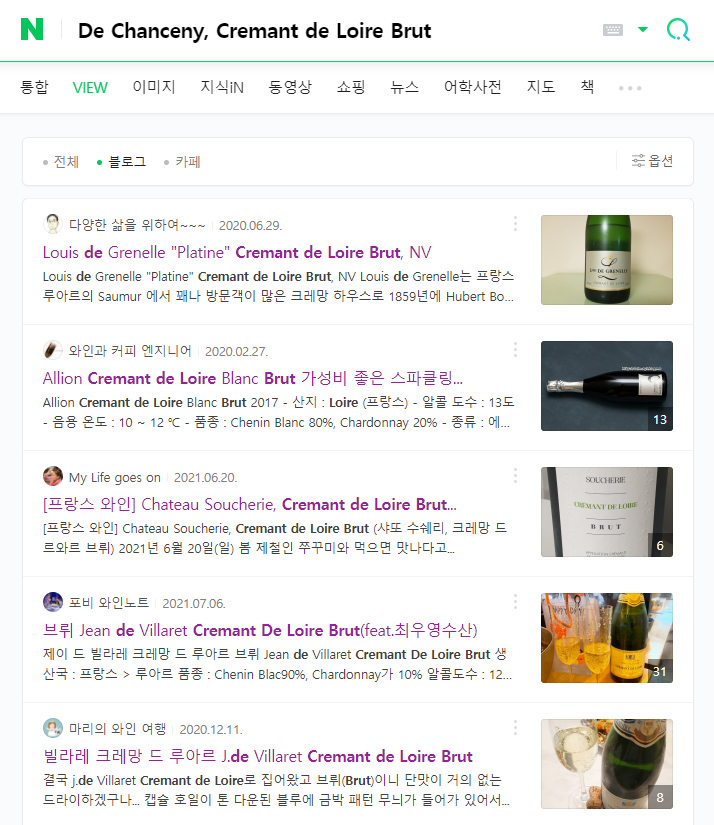 N De Chanceny, Cremant de Loire Brut
통합 VIEW 이미지 지식iN 동영상 쇼핑 뉴스 어학사전 지도 책
전체 블로그 카페 옵션
다양한 삶을 위하여~~~ 2020.06.29.
Louis de Grenelle "Platine" Cremant de Loire Brut, NV
Louis de Grenelle "Platine" Cremant de Loire Brut, NV Louis de Grenelle는 프랑스
루아르의 Saumur 에서 꽤나 방문객이 많은 크레망 하우스로 1859년에 Hubert Bo...
DE GRENELLE
와인과 커피 엔지니어 2020.02.27.
Allion Cremant de Loire Blanc Brut 가성비 좋은 스파클링...
Allion Cremant de Loire Blanc Brut 2017 - 산지 : Loire (프랑스) - 알콜 도수 : 13도
- 음용 온도 : 10 ~ 12 ℃ - 품종 : Chenin Blanc 80%, Chardonnay 20% - 종류 : 에...
13
My Life goes on 2021.06.20.
[프랑스 와인] Chateau Soucherie, Cremant de Loire Brut...
[프랑스 와인] Chateau Soucherie, Cremant de Loire Brut (샤또 수쉐리, 크레망 드
르와르 브뤼) 2021년 6월 20일(일) 봄 제철인 쭈꾸미와 먹으면 맛나다고...
SOUCHERIE
CRÉMANT DE LOIRE
BRUT
6
포비 와인노트 2021.07.06.
브뤼 Jean de Villaret Cremant De Loire Brut(feat.최우영수산)
제이 드 빌라레 크레망 드 루아르 브뤼 Jean de Villaret Cremant De Loire Brut 생
산국 : 프랑스 > 루아르 품종 : Chenin Blac90%, Chardonnay가 10% 알콜도수 : 12...
31
마리의 와인 여행 2020.12.11.
빌라레 크레망 드 루아르 J.de Villaret Cremant de Loire Brut
결국 j.de Villaret Cremant de Loire로 집어왔고 브뤼(Brut)이니 단맛이 거의 없는
드라이하겠구나... 캡슐 호일이 톤 다운된 블루에 금박 패턴 무늬가 들어가 있어서...
8